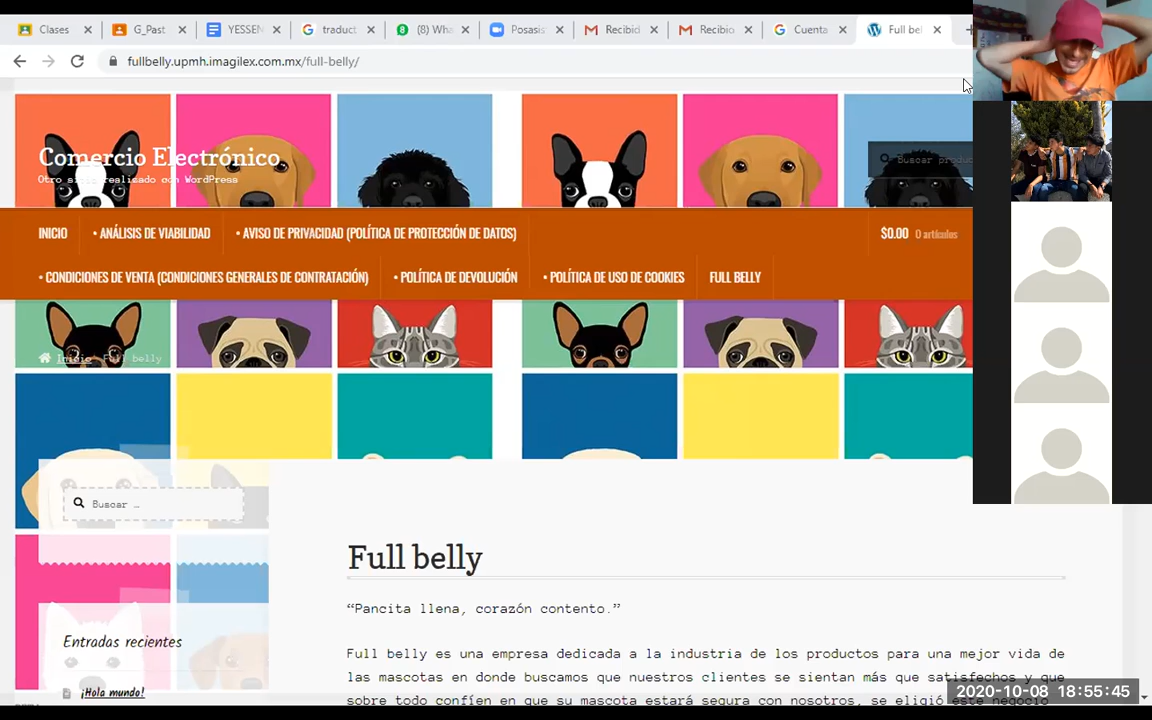 Clases
G_Past
YESSEN
traduct
(8) Wha
Posasis
Recibici
Recibio
Cuenta
Full bel
fullbelly.upmh.imagilex.com.mx/full-belly/
Comercio Electrónico
Otro sitio realizado con WordPress
Buscar produc
INICIO
• ANÁLISIS DE VIABILIDAD
• AVISO DE PRIVACIDAD (POLÍTICA DE PROTECCIÓN DE DATOS)
$0.00 0 artículos
• CONDICIONES DE VENTA (CONDICIONES GENERALES DE CONTRATACIÓN)
• POLÍTICA DE DEVOLUCIÓN
• POLÍTICA DE USO DE COOKIES
FULL BELLY
Inicio Full belly
Buscar …
Full belly
“Pancita llena, corazón contento.”
Entradas recientes
Full belly es una empresa dedicada a la industria de los productos para una mejor vida de
las mascotas en donde buscamos que nuestros clientes se sientan más que satisfechos y que
¡Hola mundo!
sobre todo confíen en que su mascota estará segura con nosotros, se eligió este negocio
2020-10-08 18:55:45